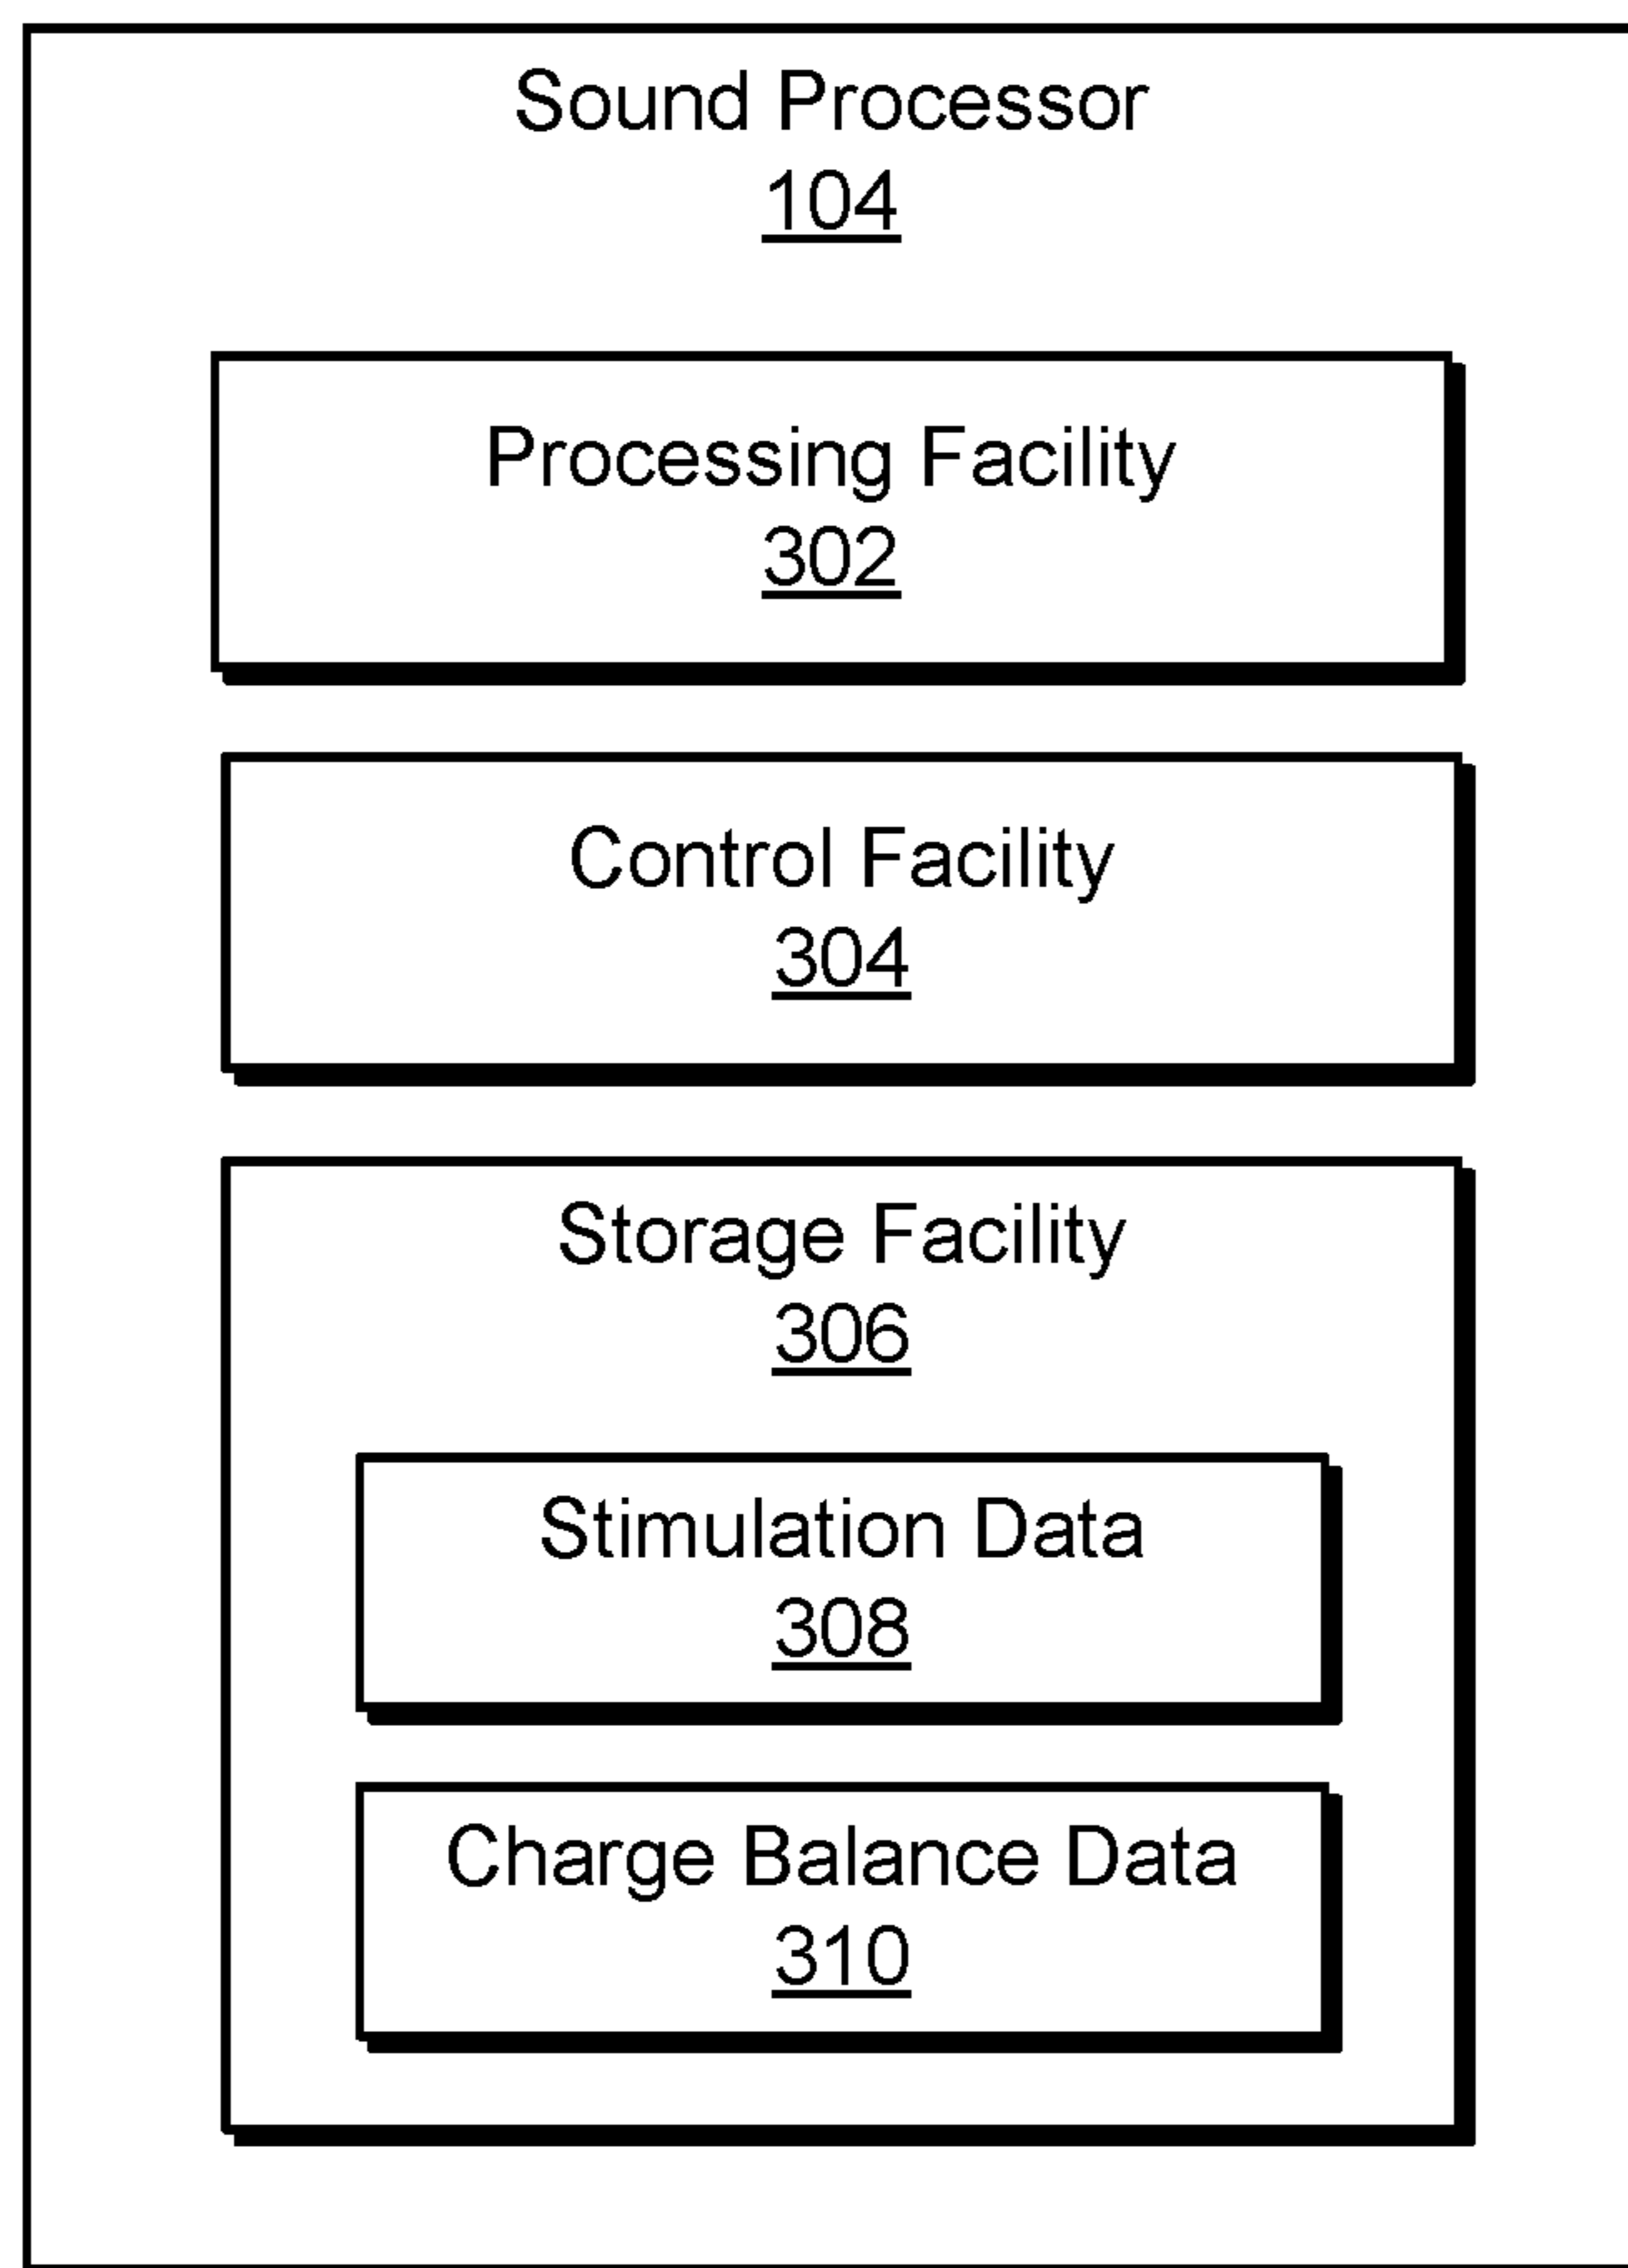 Sound Processor
104
Processing Facility
302
Control Facility
304
Storage Facility
306
Stimulation Data
308
Charge Balance Data
310